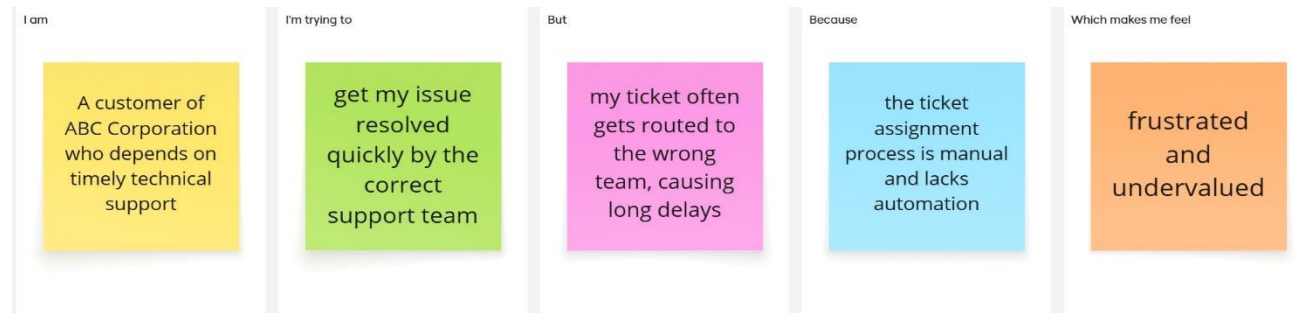 I am
A customer of
ABC Corporation
who depends on
timely technical
support
I'm trying to
get my issue
resolved
quickly by the
correct
support team
But
my ticket often
gets routed to
the wrong
team, causing
long delays
Because
the ticket
assignment
process is manual
and lacks
automation
Which makes me feel
frustrated
and
undervalued